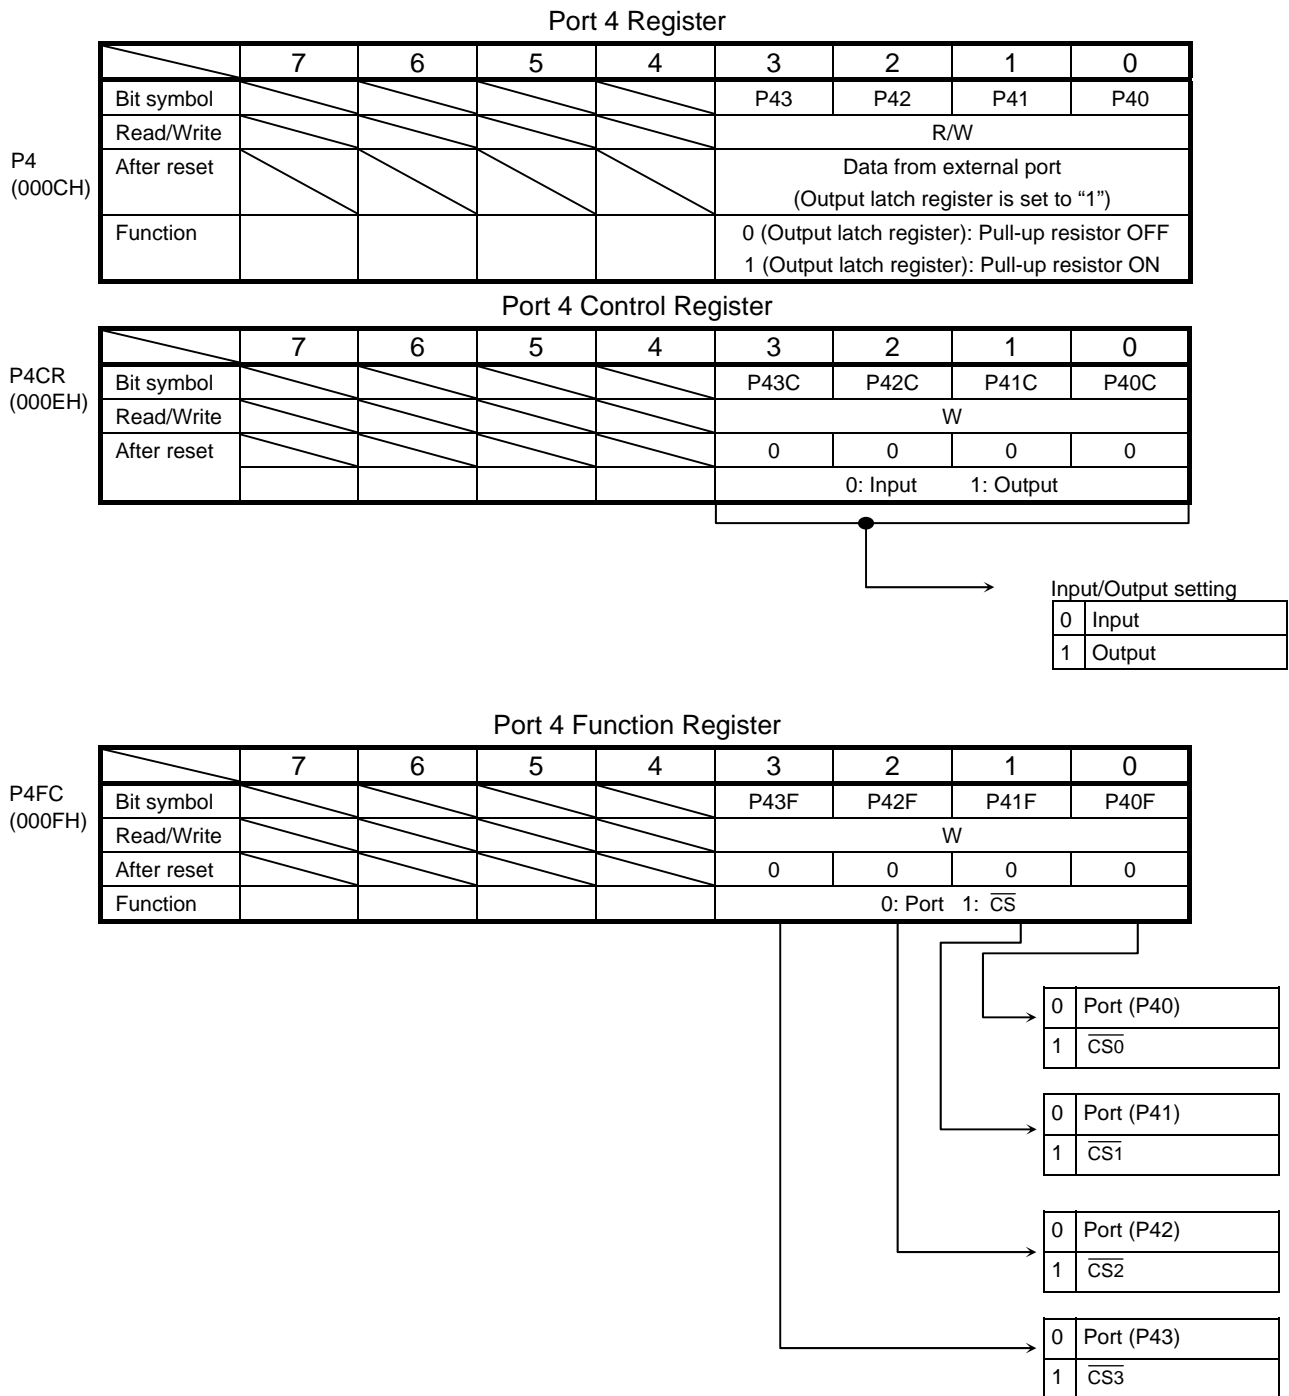 Port 4 Register
7 6 5 4 3 2 1 0
Bit symbol P43 P42 P41 P40
Read/Write R/W
P4
(000CH)
After reset Data from external port
(Output latch register is set to “1”)
Function 0 (Output latch register): Pull-up resistor OFF
1 (Output latch register): Pull-up resistor ON
Port 4 Control Register
7 6 5 4 3 2 1 0
P4CR
(000EH)
Bit symbol P43C P42C P41C P40C
Read/Write W
After reset 0 0 0 0
0: Input 1: Output
Input/Output setting
0 Input
1 Output
Port 4 Function Register
7 6 5 4 3 2 1 0
P4FC
(000FH)
Bit symbol P43F P42F P41F P40F
Read/Write W
After reset 0 0 0 0
Function 0: Port 1: C̅S̅
0 Port (P40)
1 C̅S̅0̅
0 Port (P41)
1 C̅S̅1̅
0 Port (P42)
1 C̅S̅2̅
0 Port (P43)
1 C̅S̅3̅